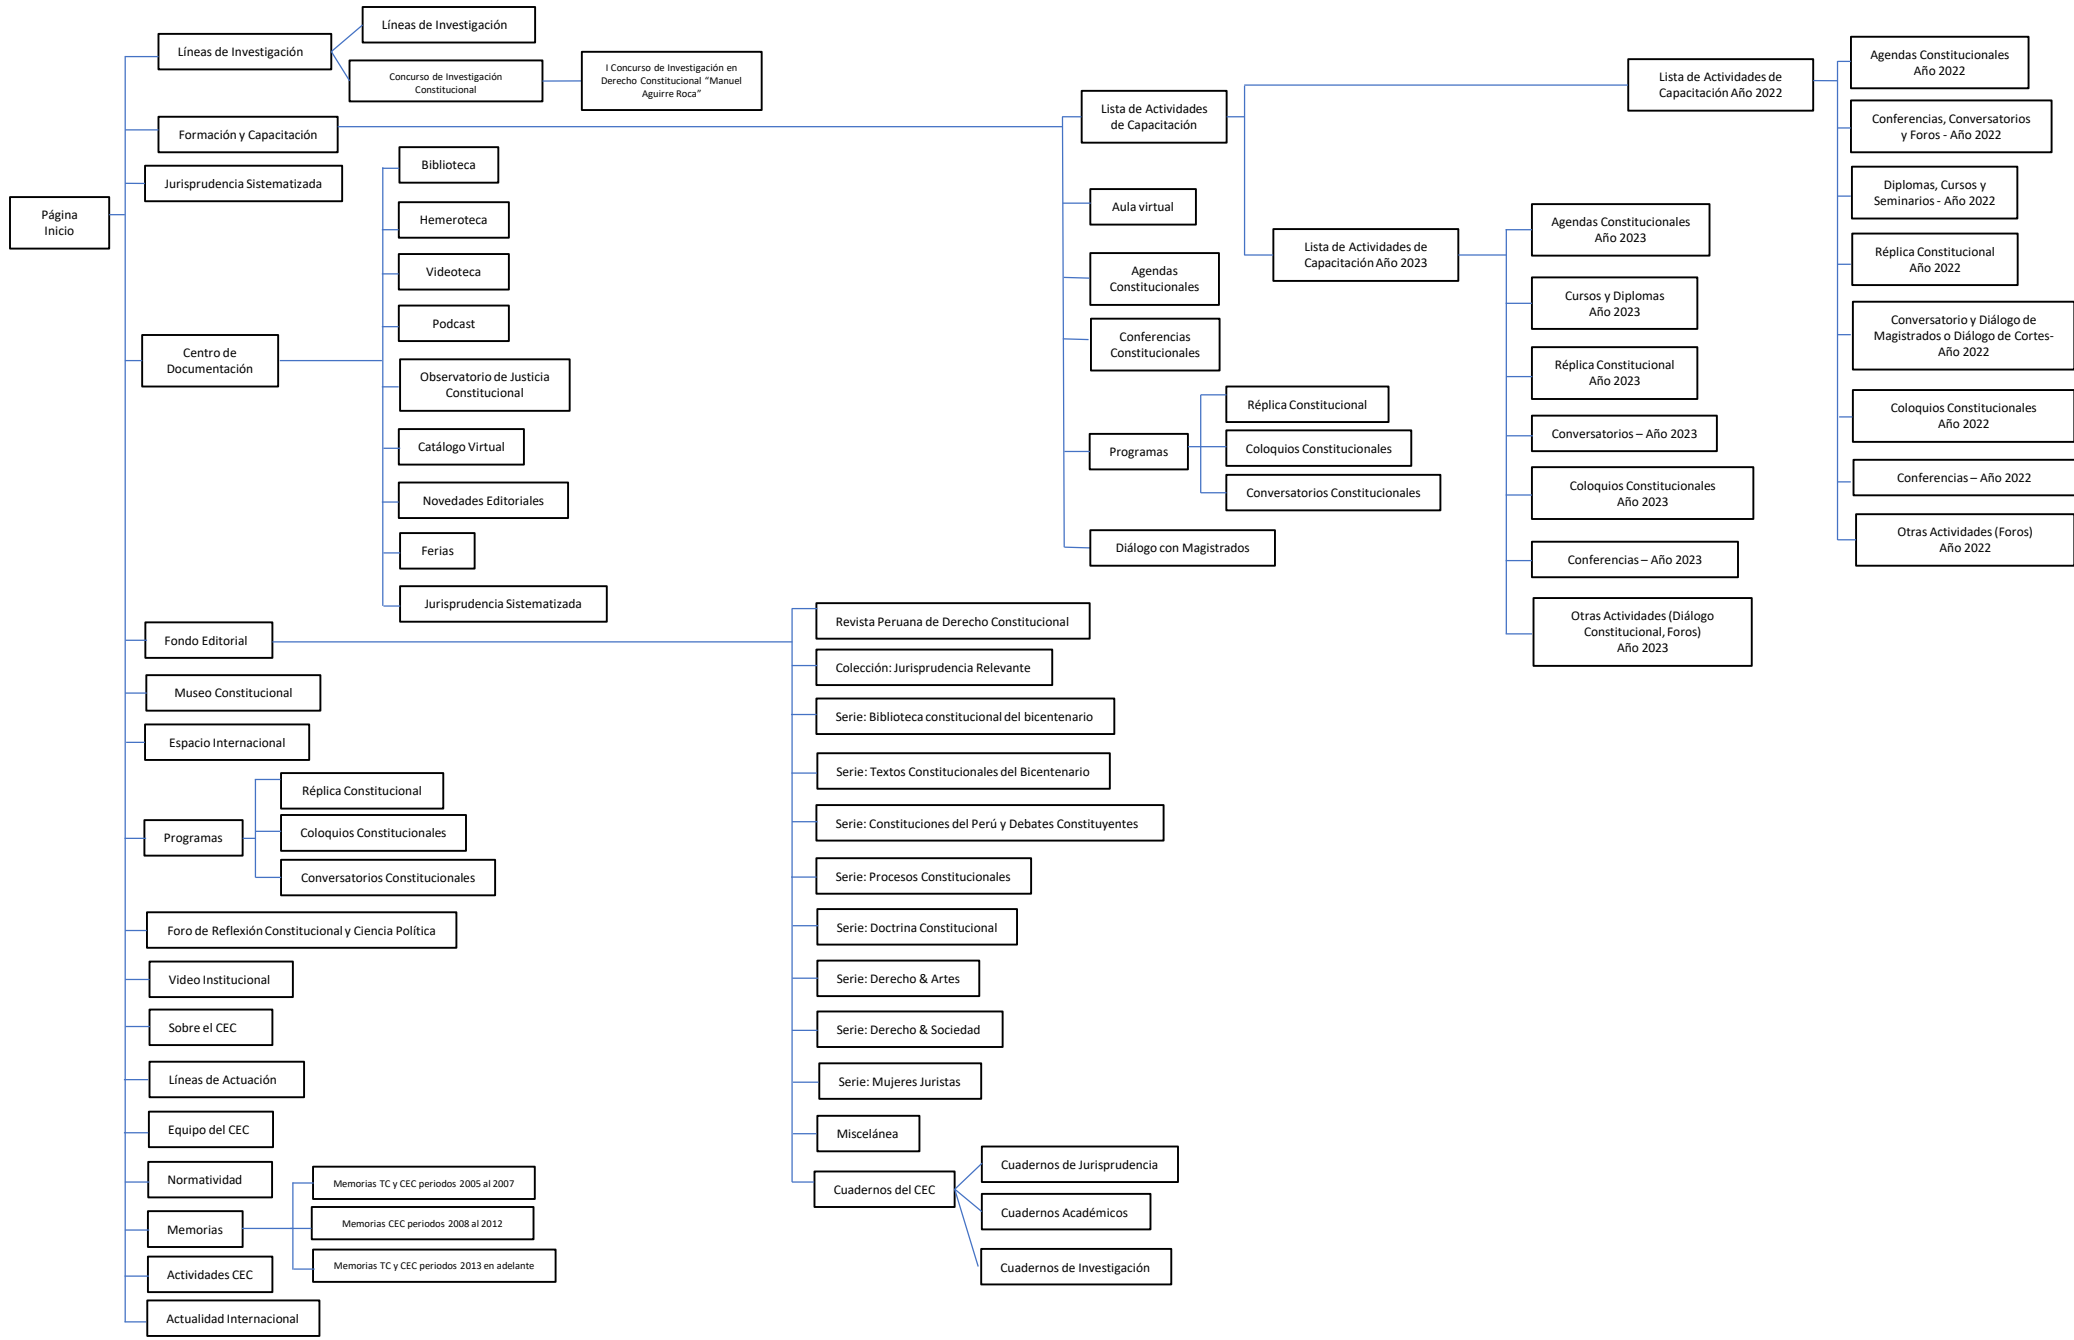 Página
Inicio
Líneas de Investigación
Líneas de Investigación
Concurso de Investigación
Constitucional
I Concurso de Investigación en
Derecho Constitucional “Manuel
Aguirre Roca”
Formación y Capacitación
Lista de Actividades
de Capacitación
Lista de Actividades de
Capacitación Año 2022
Agendas Constitucionales
Año 2022
Conferencias, Conversatorios
y Foros - Año 2022
Diplomas, Cursos y
Seminarios - Año 2022
Réplica Constitucional
Año 2022
Conversatorio y Diálogo de
Magistrados o Diálogo de Cortes-
Año 2022
Coloquios Constitucionales
Año 2022
Conferencias – Año 2022
Otras Actividades (Foros)
Año 2022
Lista de Actividades de
Capacitación Año 2023
Agendas Constitucionales
Año 2023
Cursos y Diplomas
Año 2023
Réplica Constitucional
Año 2023
Conversatorios – Año 2023
Coloquios Constitucionales
Año 2023
Conferencias – Año 2023
Otras Actividades (Diálogo
Constitucional, Foros)
Año 2023
Aula virtual
Agendas
Constitucionales
Conferencias
Constitucionales
Programas
Réplica Constitucional
Coloquios Constitucionales
Conversatorios Constitucionales
Diálogo con Magistrados
Jurisprudencia Sistematizada
Centro de
Documentación
Biblioteca
Hemeroteca
Videoteca
Podcast
Observatorio de Justicia
Constitucional
Catálogo Virtual
Novedades Editoriales
Ferias
Jurisprudencia Sistematizada
Fondo Editorial
Revista Peruana de Derecho Constitucional
Colección: Jurisprudencia Relevante
Serie: Biblioteca constitucional del bicentenario
Serie: Textos Constitucionales del Bicentenario
Serie: Constituciones del Perú y Debates Constituyentes
Serie: Procesos Constitucionales
Serie: Doctrina Constitucional
Serie: Derecho & Artes
Serie: Derecho & Sociedad
Serie: Mujeres Juristas
Miscelánea
Cuadernos del CEC
Cuadernos de Jurisprudencia
Cuadernos Académicos
Cuadernos de Investigación
Museo Constitucional
Espacio Internacional
Programas
Réplica Constitucional
Coloquios Constitucionales
Conversatorios Constitucionales
Foro de Reflexión Constitucional y Ciencia Política
Video Institucional
Sobre el CEC
Líneas de Actuación
Equipo del CEC
Normatividad
Memorias
Memorias TC y CEC periodos 2005 al 2007
Memorias CEC periodos 2008 al 2012
Memorias TC y CEC periodos 2013 en adelante
Actividades CEC
Actualidad Internacional